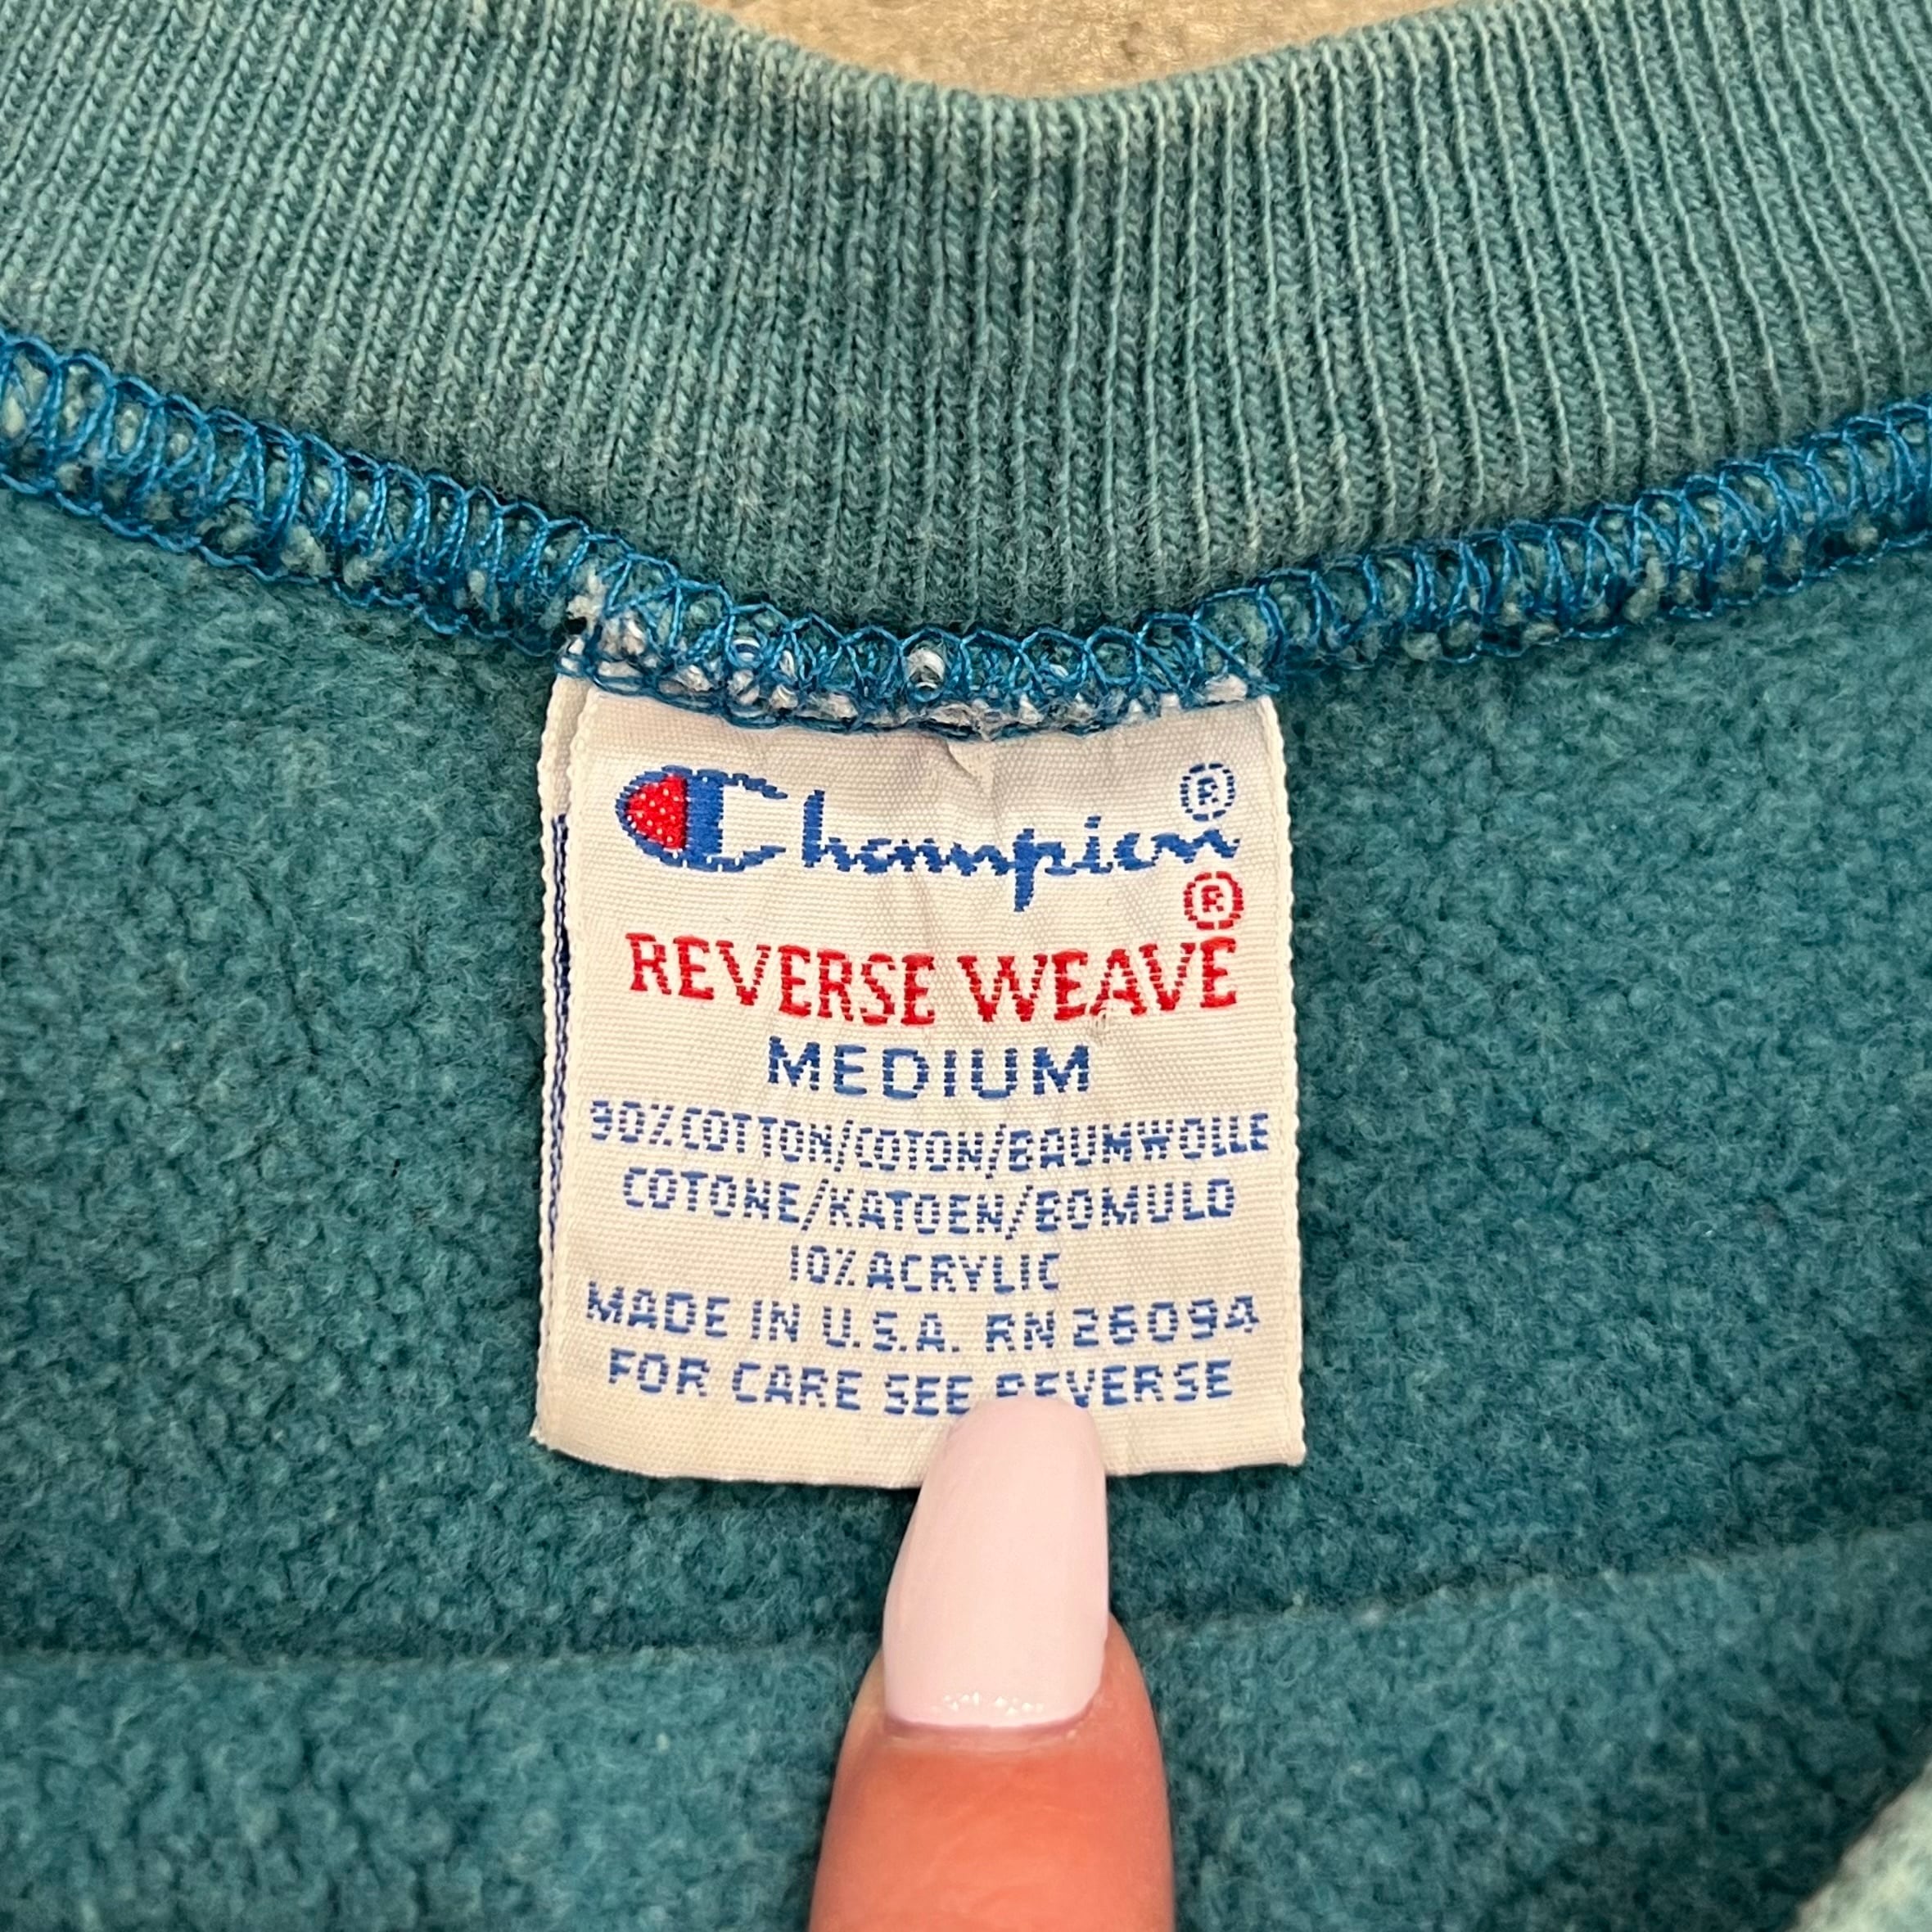 Champion®
REVERSE WEAVE®
MEDIUM
90% COTTON/COTON/BAUMWOLLE
COTONE/KATOEN/BOMULD
10% ACRYLIC
MADE IN U.S.A. RN 26094
FOR CARE SEE REVERSE